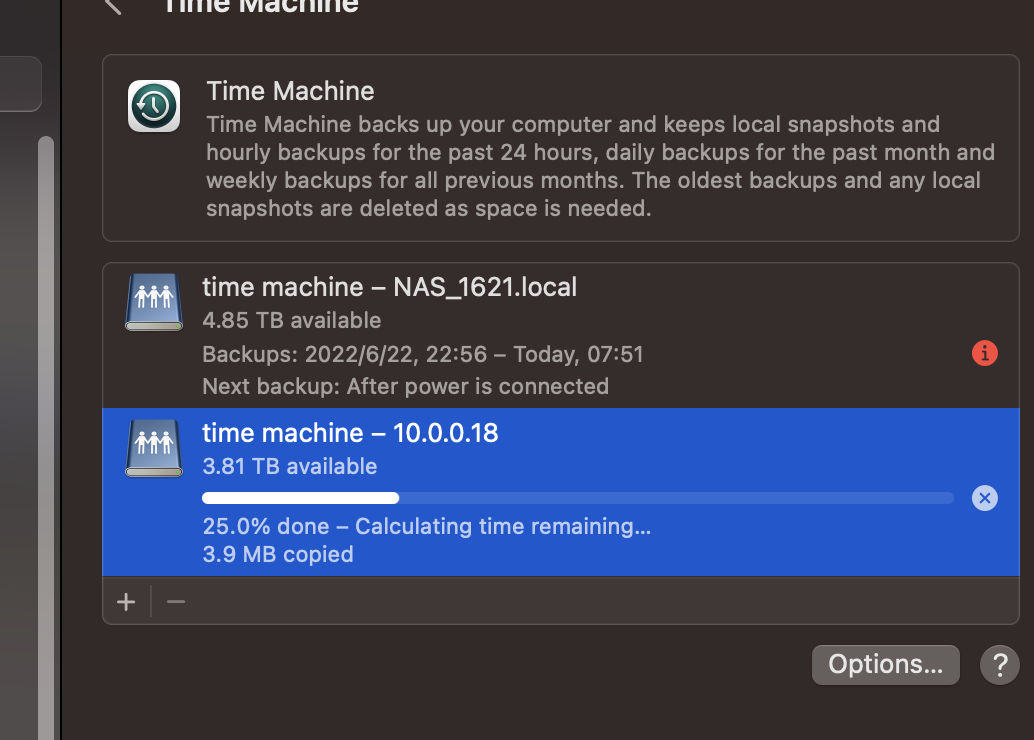 Time Machine
Time Machine
Time Machine backs up your computer and keeps local snapshots and
hourly backups for the past 24 hours, daily backups for the past month and
weekly backups for all previous months. The oldest backups and any local
snapshots are deleted as space is needed.
time machine – NAS_1621.local
4.85 TB available
Backups: 2022/6/22, 22:56 – Today, 07:51
Next backup: After power is connected
time machine – 10.0.0.18
3.81 TB available
25.0% done – Calculating time remaining...
3.9 MB copied
Options...
?